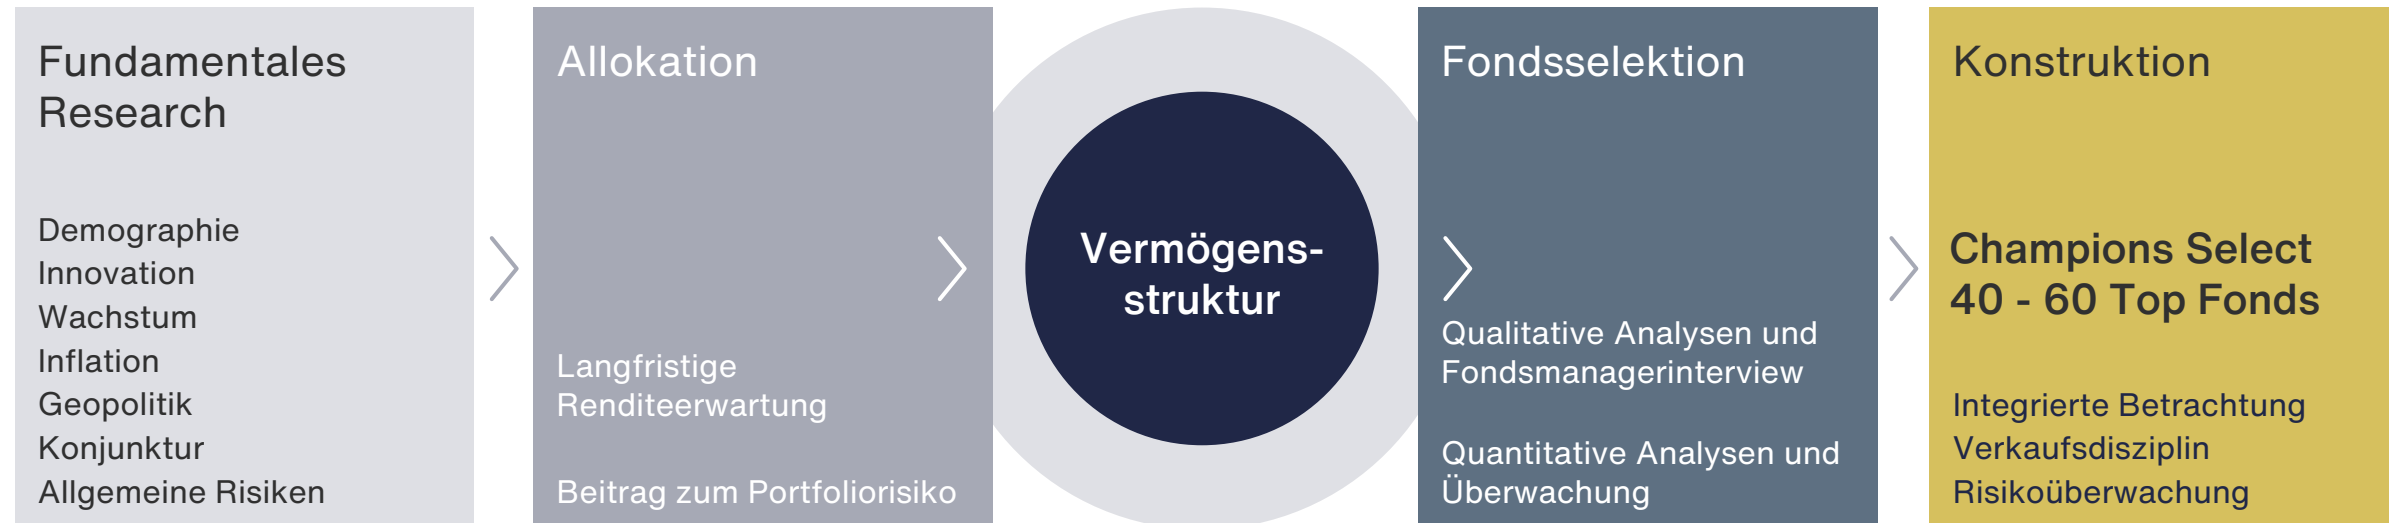 Fundamentales
Research
Demographie
Innovation
Wachstum
Inflation
Geopolitik
Konjunktur
Allgemeine Risiken
Allokation
Langfristige
Renditeerwartung
Beitrag zum Portfoliorisiko
Vermögens-
struktur
Fondsselektion
Qualitative Analysen und
Fondsmanagerinterview
Quantitative Analysen und
Überwachung
Konstruktion
Champions Select
40 - 60 Top Fonds
Integrierte Betrachtung
Verkaufsdisziplin
Risikoüberwachung